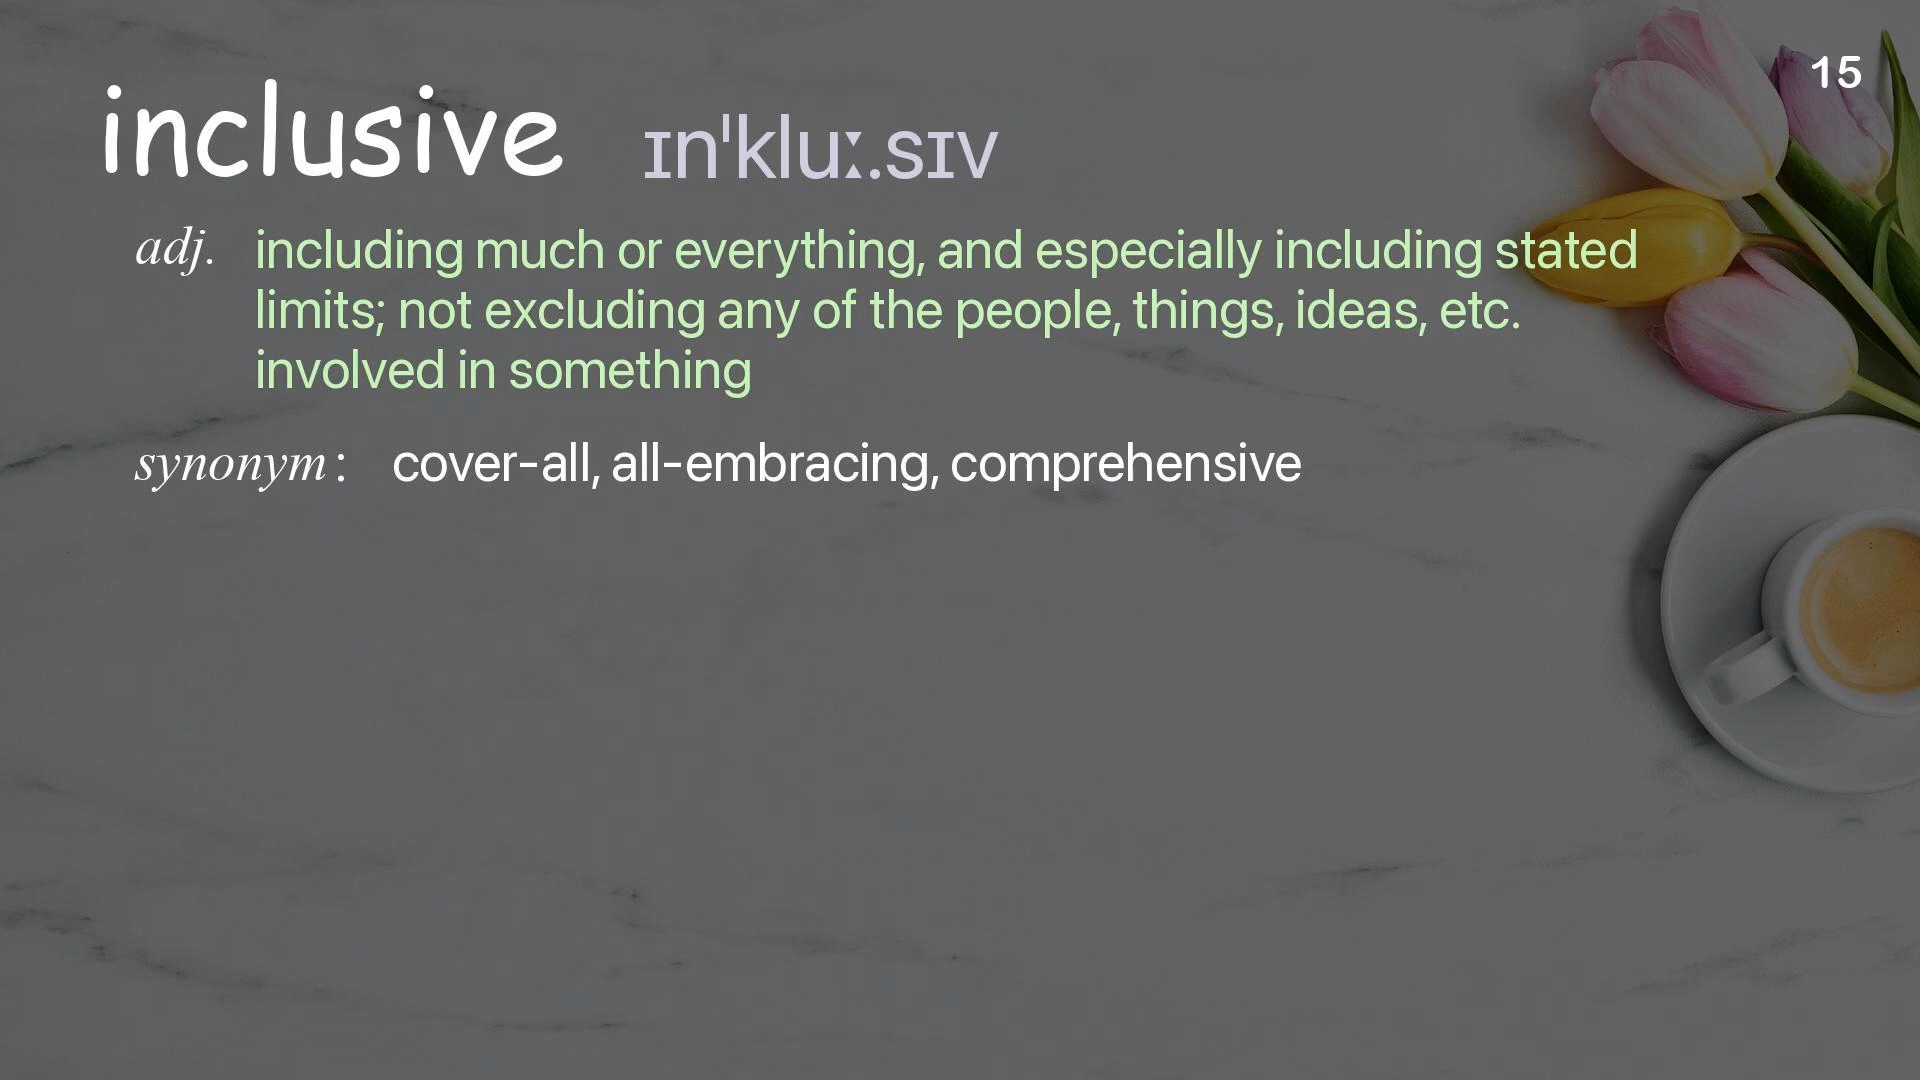 15
inclusive ɪnˈkluː.sɪv
adj. including much or everything, and especially including stated
limits; not excluding any of the people, things, ideas, etc.
involved in something
synonym : cover-all, all-embracing, comprehensive